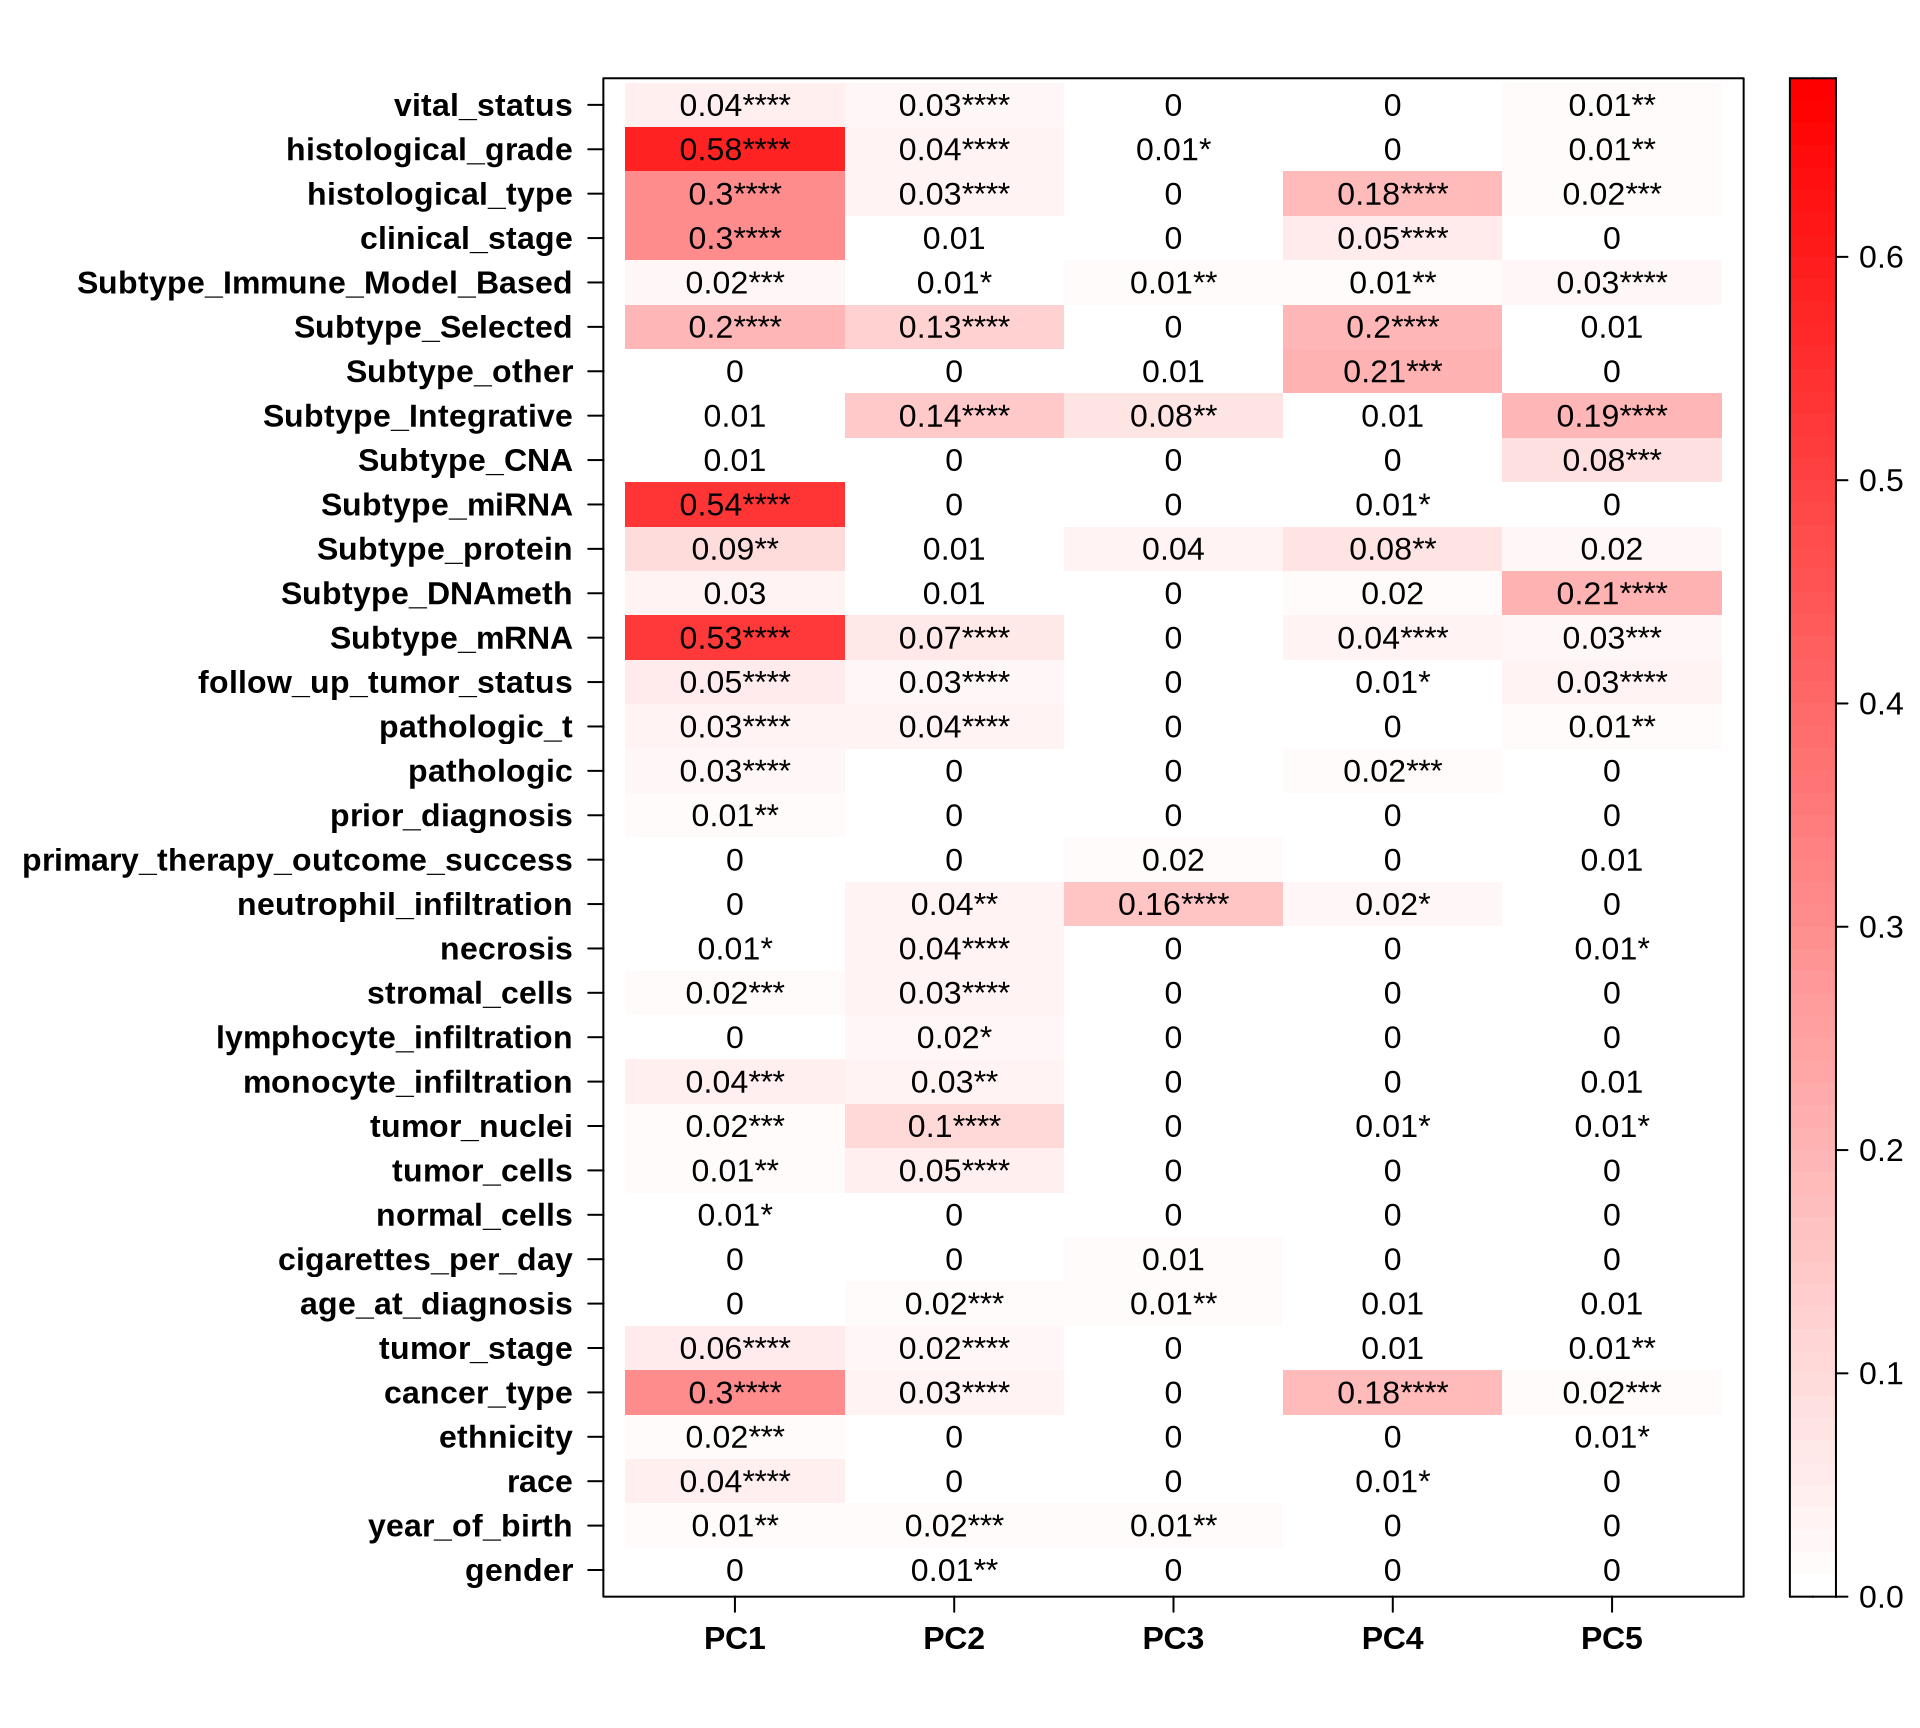 vital_status 0.04**** 0.03**** 0 0 0.01**
histological_grade 0.58**** 0.04**** 0.01* 0 0.01**
histological_type 0.3**** 0.03**** 0 0.18**** 0.02***
clinical_stage 0.3**** 0.01 0 0.05**** 0
Subtype_Immune_Model_Based 0.02*** 0.01* 0.01** 0.01** 0.03****
Subtype_Selected 0.2**** 0.13**** 0 0.2**** 0.01
Subtype_other 0 0 0.01 0.21*** 0
Subtype_Integrative 0.01 0.14**** 0.08** 0.01 0.19****
Subtype_CNA 0.01 0 0 0 0.08***
Subtype_miRNA 0.54**** 0 0 0.01* 0
Subtype_protein 0.09** 0.01 0.04 0.08** 0.02
Subtype_DNAmeth 0.03 0.01 0 0.02 0.21****
Subtype_mRNA 0.53**** 0.07**** 0 0.04**** 0.03***
follow_up_tumor_status 0.05**** 0.03**** 0 0.01* 0.03****
pathologic_t 0.03**** 0.04**** 0 0 0.01**
pathologic 0.03**** 0 0 0.02*** 0
prior_diagnosis 0.01** 0 0 0 0
primary_therapy_outcome_success 0 0 0.02 0 0.01
neutrophil_infiltration 0 0.04** 0.16**** 0.02* 0
necrosis 0.01* 0.04**** 0 0 0.01*
stromal_cells 0.02*** 0.03**** 0 0 0
lymphocyte_infiltration 0 0.02* 0 0 0
monocyte_infiltration 0.04*** 0.03** 0 0 0.01
tumor_nuclei 0.02*** 0.1**** 0 0.01* 0.01*
tumor_cells 0.01** 0.05**** 0 0 0
normal_cells 0.01* 0 0 0 0
cigarettes_per_day 0 0 0.01 0 0
age_at_diagnosis 0 0.02*** 0.01** 0.01 0.01
tumor_stage 0.06**** 0.02**** 0 0.01 0.01**
cancer_type 0.3**** 0.03**** 0 0.18**** 0.02***
ethnicity 0.02*** 0 0 0 0.01*
race 0.04**** 0 0 0.01* 0
year_of_birth 0.01** 0.02*** 0.01** 0 0
gender 0 0.01** 0 0 0
PC1 PC2 PC3 PC4 PC5
0.6
0.5
0.4
0.3
0.2
0.1
0.0